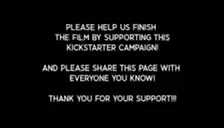 PLEASE HELP US FINISH
THE FILM BY SUPPORTING THIS
KICKSTARTER CAMPAIGN!
AND PLEASE SHARE THIS PAGE WITH
EVERYONE YOU KNOW!
THANK YOU FOR YOUR SUPPORT!!!